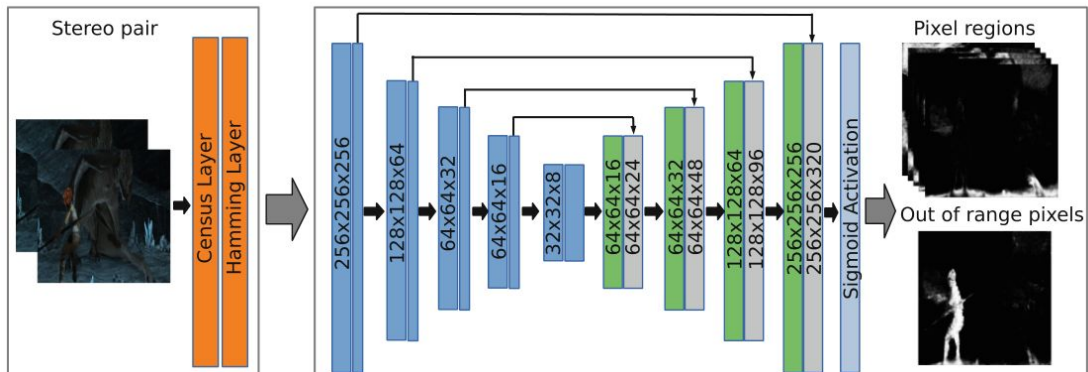 Stereo pair
Census Layer
Hamming Layer
256x256x256
128x128x64
64x64x32
64x64x16
32x32x8
64x64x16
64x64x24
64x64x32
64x64x48
128x128x64
128x128x96
256x256x256
256x256x320
Sigmoid Activation
Pixel regions
Out of range pixels